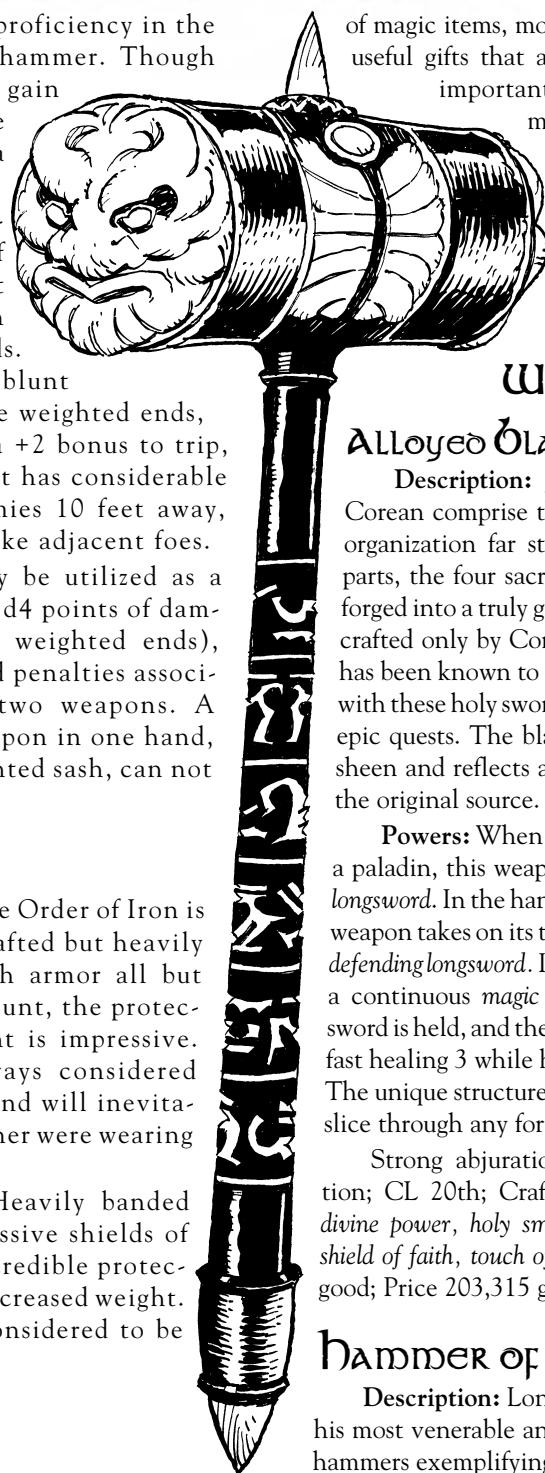 proficiency in the
hammer. Though
gain
e
f
t
ls.
blunt
e weighted ends,
+2 bonus to trip,
t has considerable
nies 10 feet away,
ke adjacent foes.
y be utilized as a
d4 points of dam-
weighted ends),
d penalties associ-
two weapons. A
pon in one hand,
nted sash, can not
e Order of Iron is
afted but heavily
h armor all but
unt, the protec-
nt is impressive.
ays considered
nd will inevita-
ner were wearing
Heavily banded
ssive shields of
credible protec-
creased weight.
onsidered to be
of magic items, mo
useful gifts that a
important
m
W
Alloyed Bla
Description:
Corean comprise t
organization far st
parts, the four sacr
forged into a truly g
crafted only by Cor
has been known to
with these holy swor
epic quests. The bla
sheen and reflects a
the original source.
Powers: When
a paladin, this weap
longsword. In the han
weapon takes on its t
defending longsword. I
a continuous magic
sword is held, and the
fast healing 3 while h
The unique structure
slice through any for
Strong abjuratio
tion; CL 20th; Craf
divine power, holy sm
shield of faith, touch o
good; Price 203,315 g
Hammer of
Description: Lon
his most venerable an
hammers exemplifying